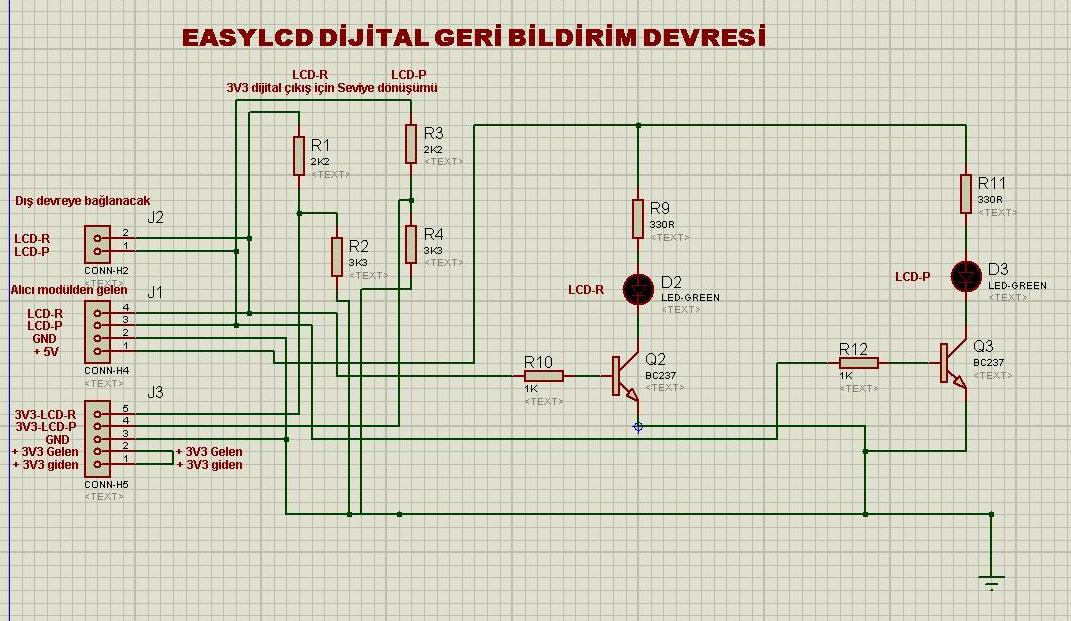 EASYLCD DİJİTAL GERİ BİLDİRİM DEVRESİ
LCD-R LCD-P
3V3 dijital çıkış için Seviye dönüşümü
R1
2K2
<TEXT>
R3
2K2
<TEXT>
R2
3K3
<TEXT>
R4
3K3
<TEXT>
Dış devreye bağlanacak
J2
LCD-R 2
LCD-P 1
CONN-H2
<TEXT>
Alıcı modülden gelen
J1
LCD-R 4
LCD-P 3
GND 2
+ 5V 1
CONN-H4
<TEXT>
J3
3V3-LCD-R 5
3V3-LCD-P 4
GND 3
+ 3V3 Gelen 2 + 3V3 Gelen
+ 3V3 giden 1 + 3V3 giden
CONN-H5
<TEXT>
R9
330R
<TEXT>
LCD-R
D2
LED-GREEN
<TEXT>
R10
1K
<TEXT>
Q2
BC237
<TEXT>
R11
330R
<TEXT>
LCD-P
D3
LED-GREEN
<TEXT>
R12
1K
<TEXT>
Q3
BC237
<TEXT>